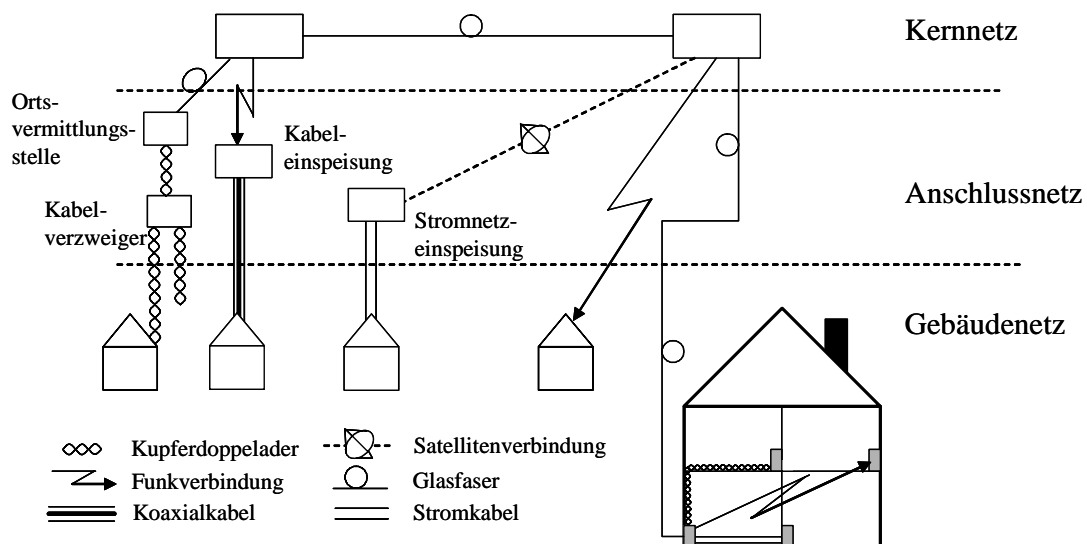 Kernnetz
Orts-
vermittlungs-
stelle
Kabel-
einspeisung
Kabel-
verzweiger
Stromnetz-
einspeisung
Anschlussnetz
Gebäudenetz
Kupferdoppelader
Funkverbindung
Koaxialkabel
Satellitenverbindung
Glasfaser
Stromkabel